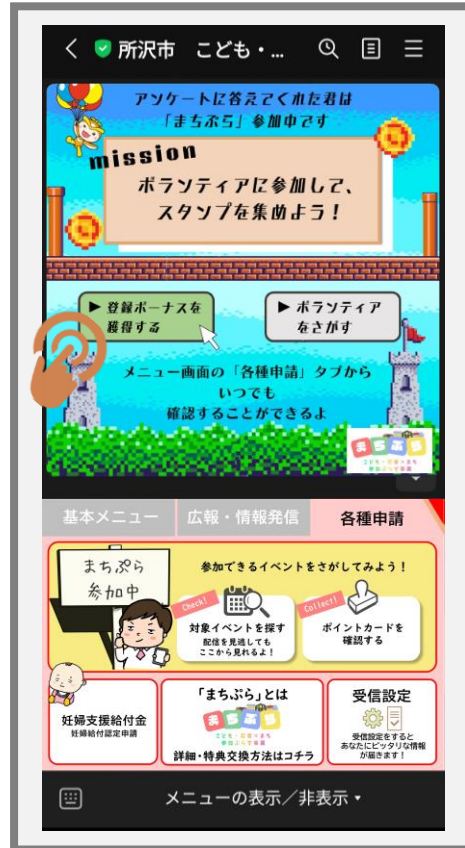 所沢市 こども・...
アンケートに答えてくれた君は
「まちぷら」参加中です
mission
ボランティアに参加して、
スタンプを集めよう！
▶ 登録ボーナスを
獲得する
▶ ボランティア
をさがす
メニュー画面の「各種申請」タブから
いつでも
確認することができるよ
まちぷら
基本メニュー
広報・情報発信
各種申請
まちぷら
参加中
参加できるイベントをさがしてみよう！
Check!
対象イベントを探す
配信を見逃しても
ここから見れるよ！
Collect!
ポイントカードを
確認する
妊婦支援給付金
妊婦給付認定申請
「まちぷら」とは
まちぷら
詳細・特典交換方法はコチラ
受信設定
受信設定をすると
あなたにピッタリな情報
が届きます！
メニューの表示／非表示 ▾